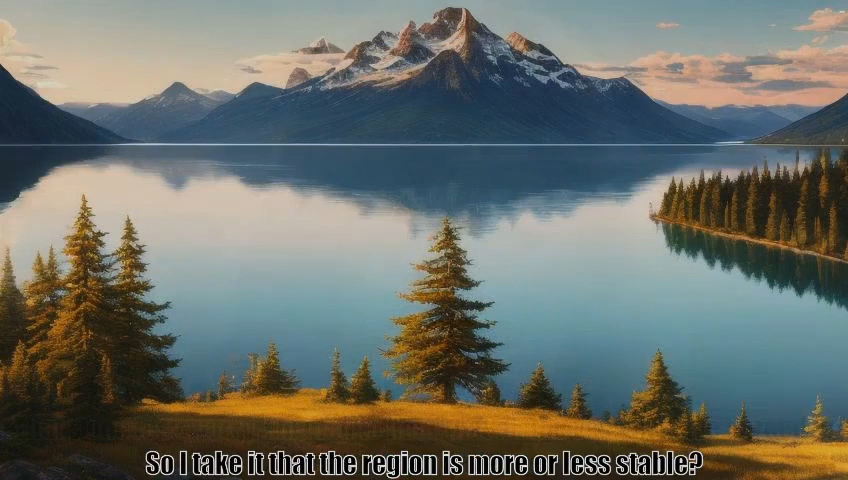 So I take it that the region is more or less stable?